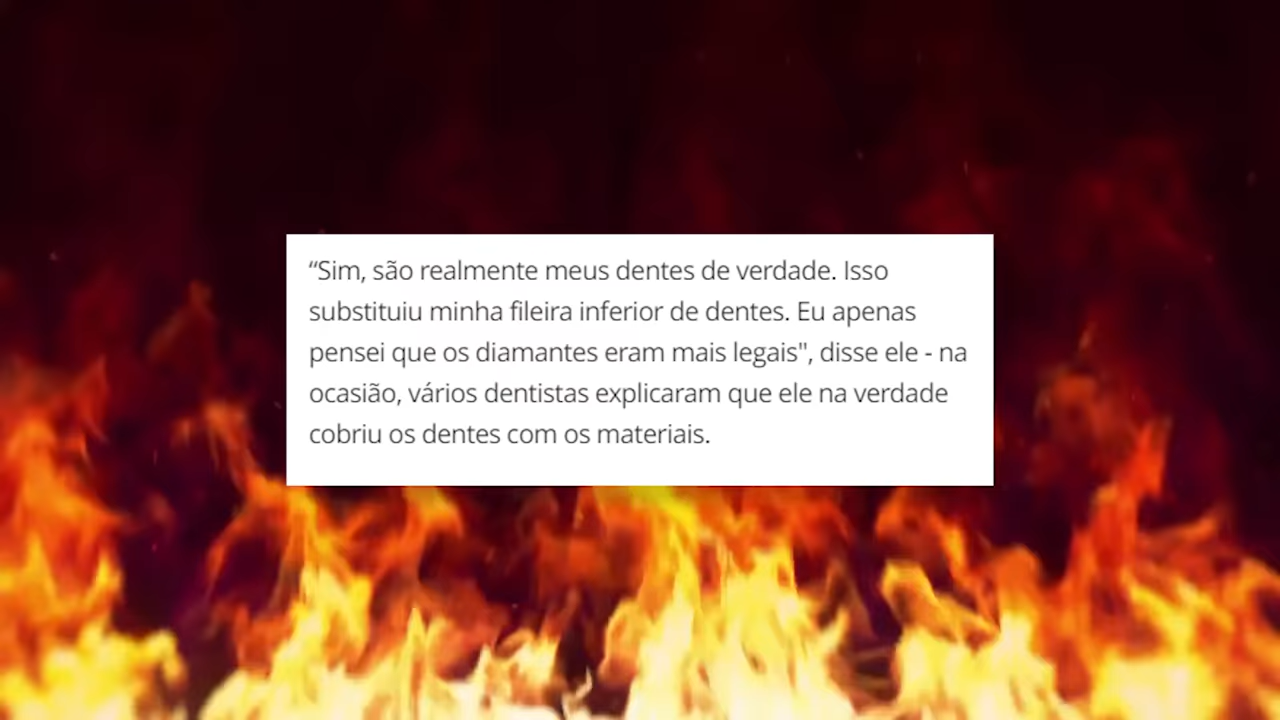 “Sim, são realmente meus dentes de verdade. Isso
substituiu minha fileira inferior de dentes. Eu apenas
pensei que os diamantes eram mais legais", disse ele - na
ocasião, vários dentistas explicaram que ele na verdade
cobriu os dentes com os materiais.